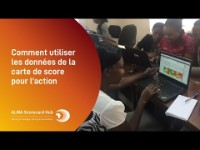 Comment utiliser
les données de la
carte de score
pour l'action
ALMA Scorecard Hub